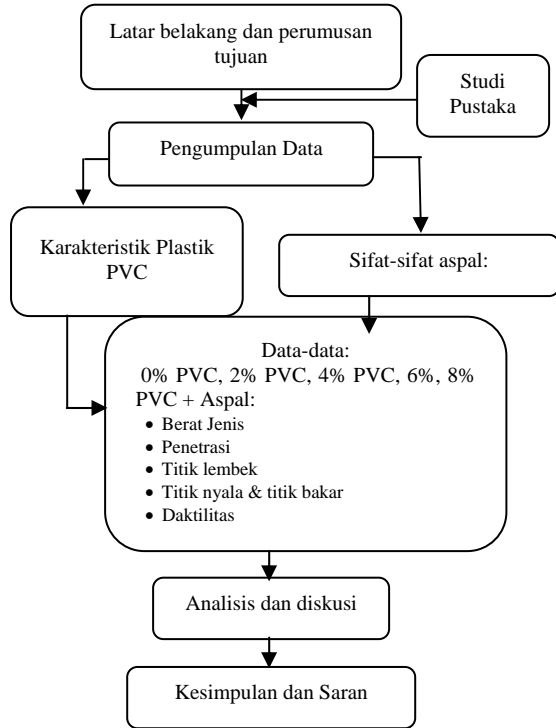 Latar belakang dan perumusan
tujuan
Studi
Pustaka
Pengumpulan Data
Karakteristik Plastik
PVC
Sifat-sifat aspal:
Data-data:
0% PVC, 2% PVC, 4% PVC, 6%, 8%
PVC + Aspal:
• Berat Jenis
• Penetrasi
• Titik lembek
• Titik nyala & titik bakar
• Daktilitas
Analisis dan diskusi
Kesimpulan dan Saran